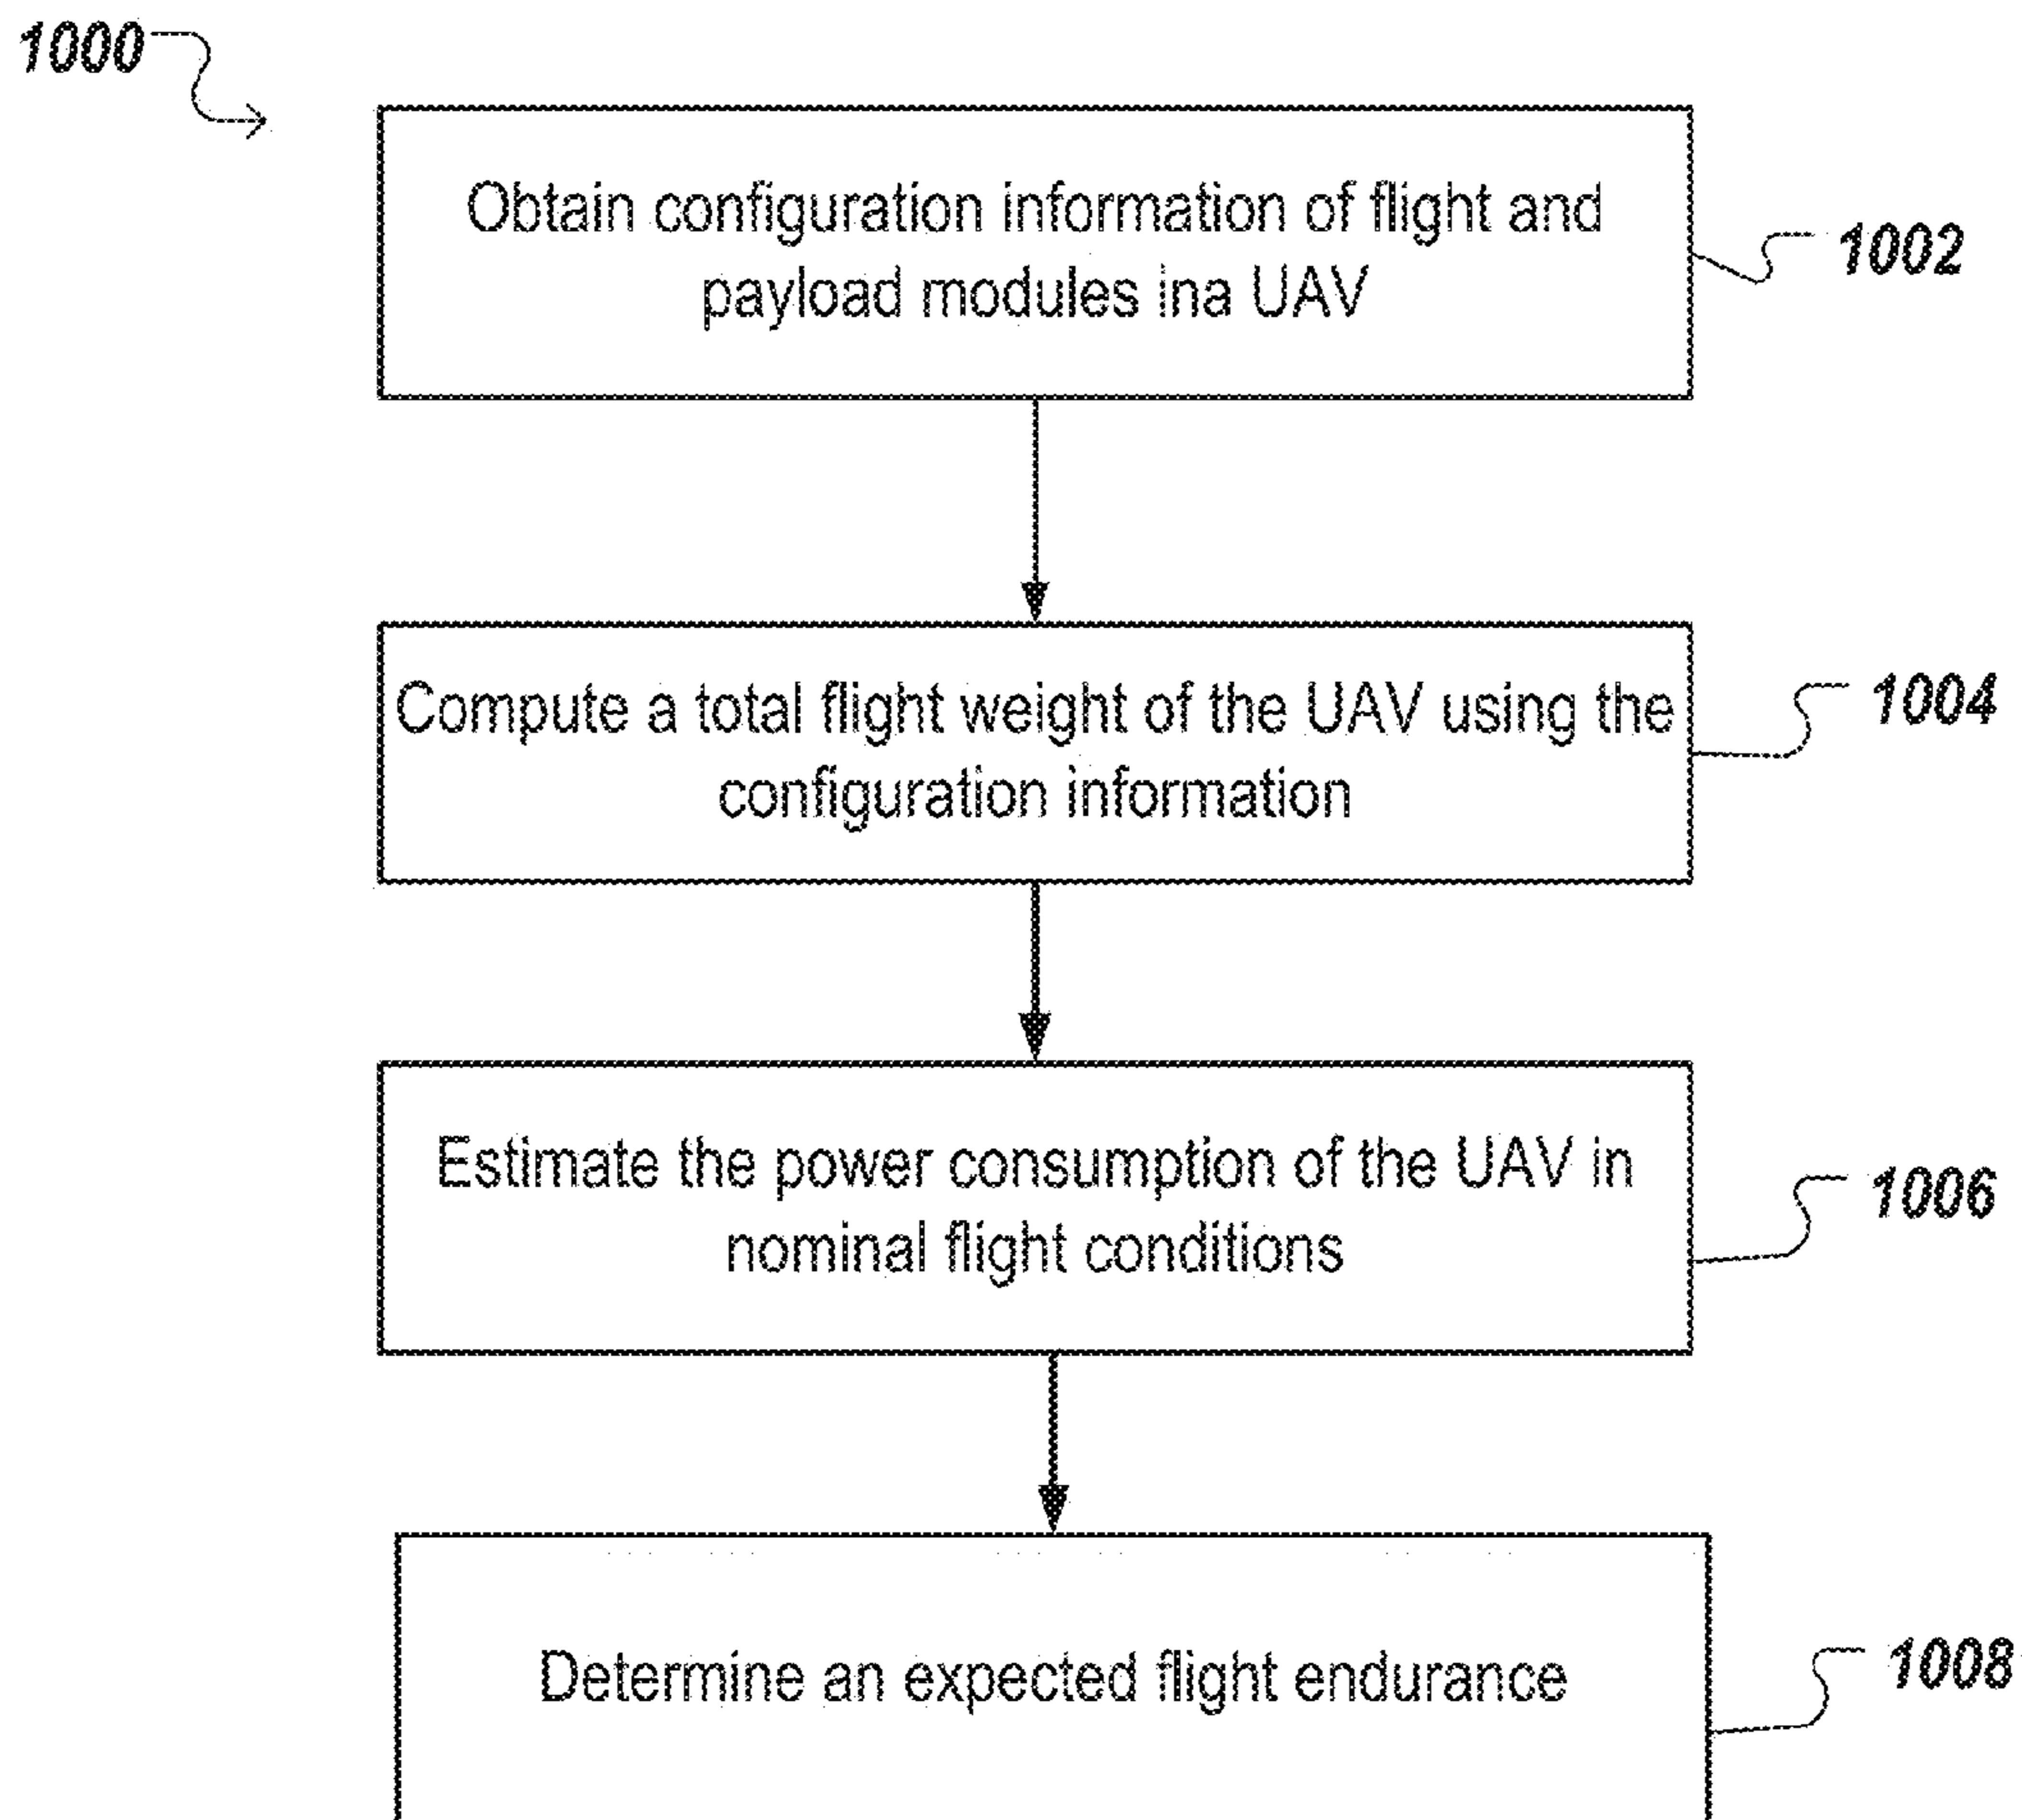 1000
Obtain configuration information of flight and
payload modules ina UAV
1002
Compute a total flight weight of the UAV using the
configuration information
1004
Estimate the power consumption of the UAV in
nominal flight conditions
1006
Determine an expected flight endurance
1008